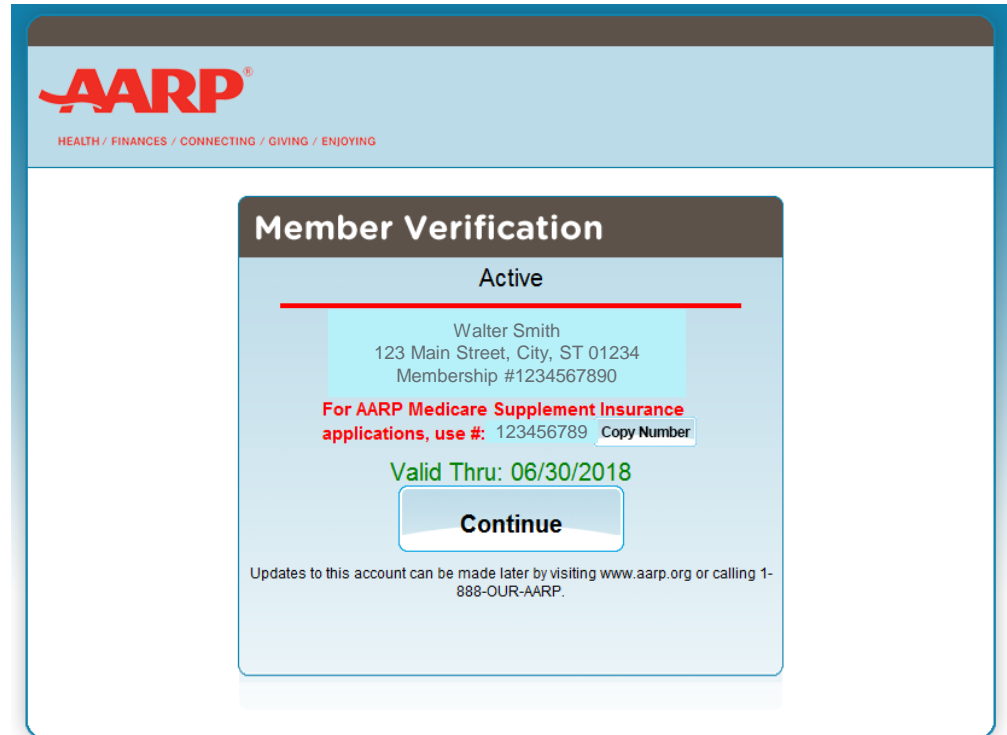 AARP®
HEALTH / FINANCES / CONNECTING / GIVING / ENJOYING
Member Verification
Active
Walter Smith
123 Main Street, City, ST 01234
Membership #1234567890
For AARP Medicare Supplement Insurance
applications, use #: 123456789 Copy Number
Valid Thru: 06/30/2018
Continue
Updates to this account can be made later by visiting www.aarp.org or calling 1-
888-OUR-AARP.